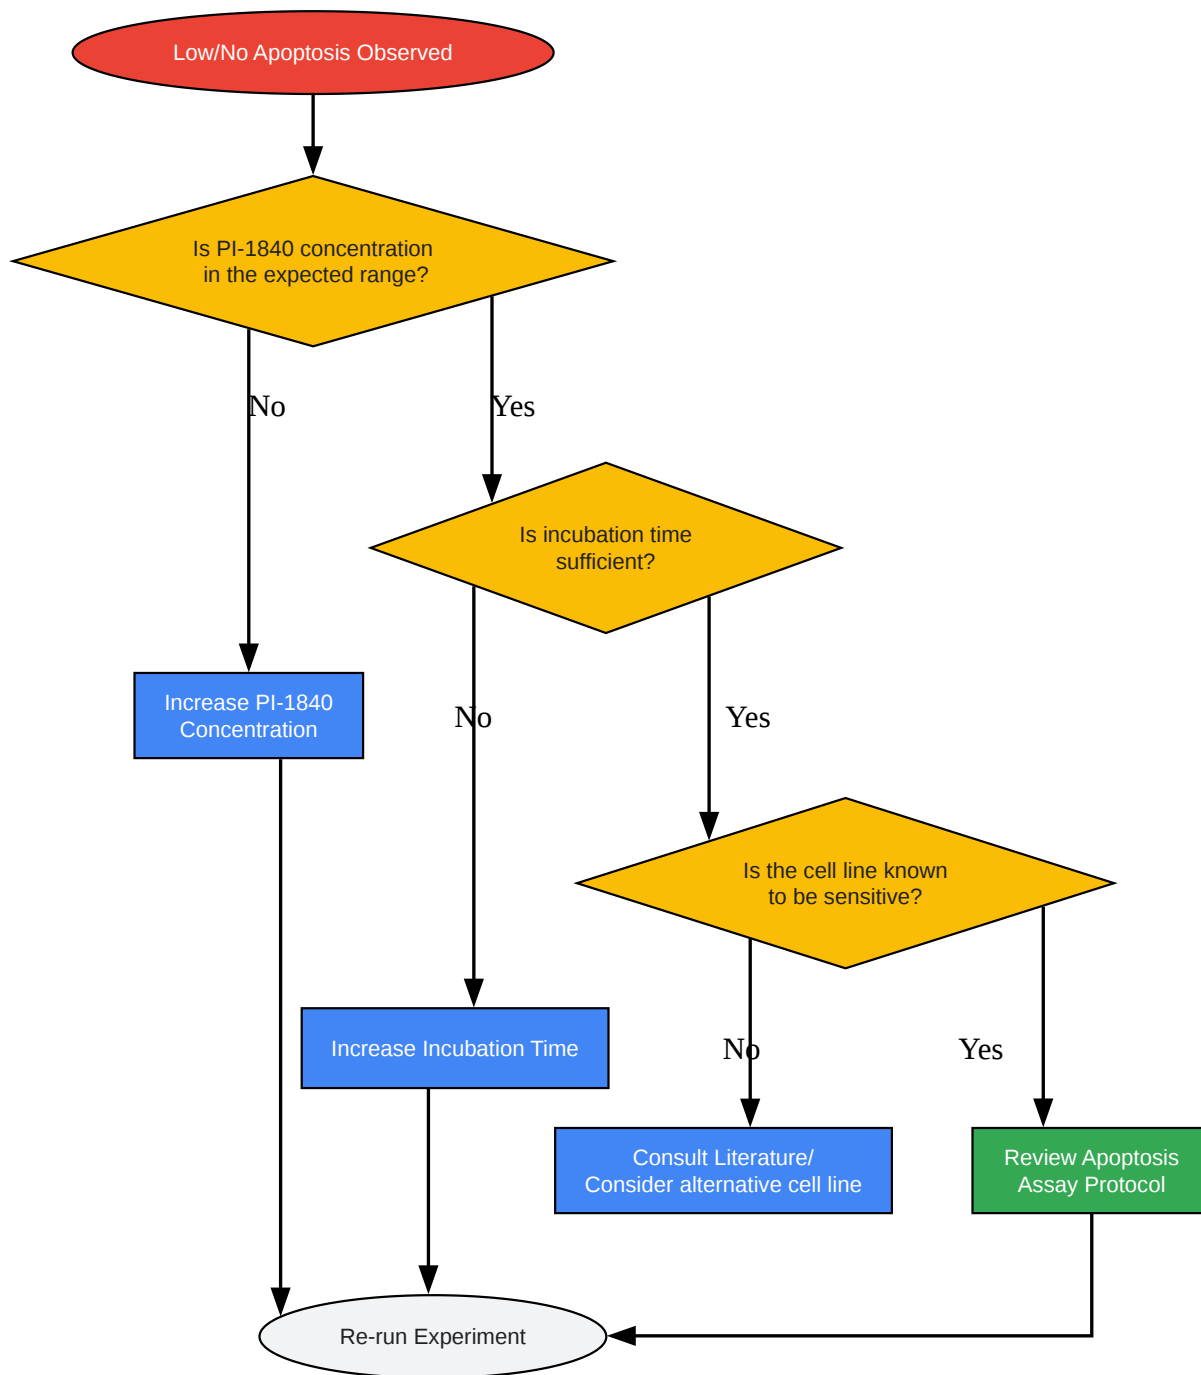 Low/No Apoptosis Observed
Is PI-1840 concentration
in the expected range?
No
Yes
Is incubation time
sufficient?
Increase PI-1840
Concentration
No
Yes
Is the cell line known
to be sensitive?
Increase Incubation Time
No
Yes
Consult Literature/
Consider alternative cell line
Review Apoptosis
Assay Protocol
Re-run Experiment